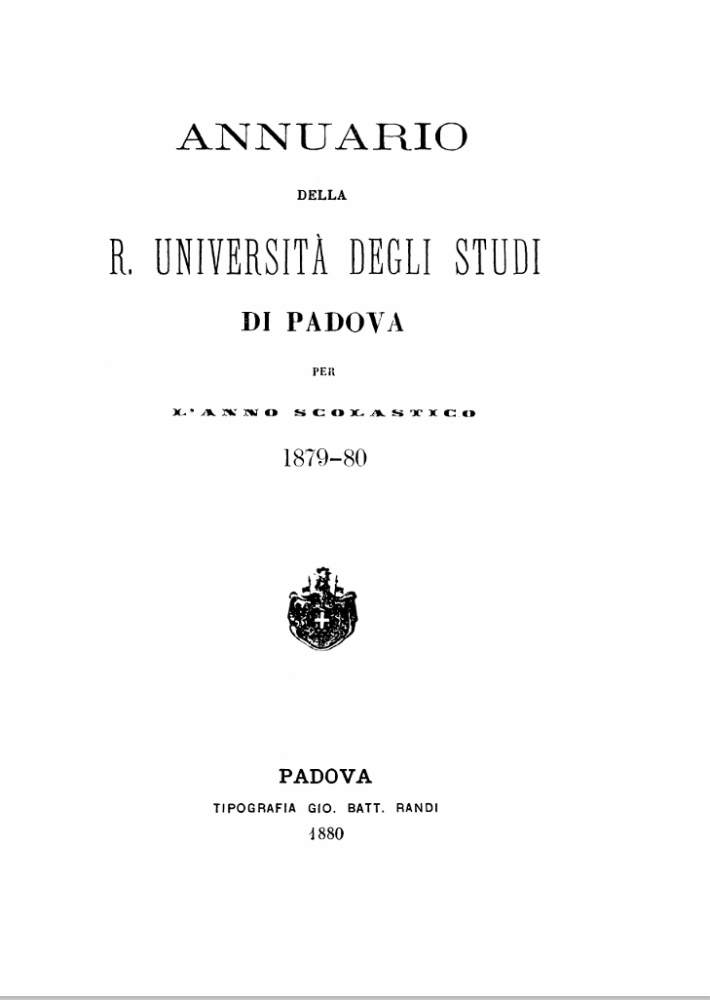 ANNUARIO
DELLA
R. UNIVERSITÀ DEGLI STUDI
DI PADOVA
PER
L'ANNO SCOLASTICO
1879–80
PADOVA
TIPOGRAFIA GIO. BATT. RANDI
1880